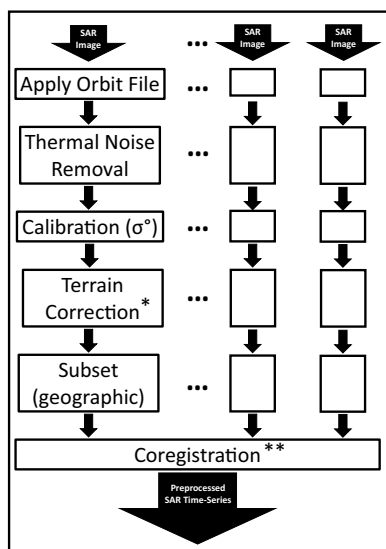 SAR
Image
...
SAR
Image
SAR
Image
Apply Orbit File
...
Thermal Noise
Removal
...
Calibration (σ°)
...
Terrain
Correction*
...
Subset
(geographic)
...
Coregistration**
Preprocessed
SAR Time-Series